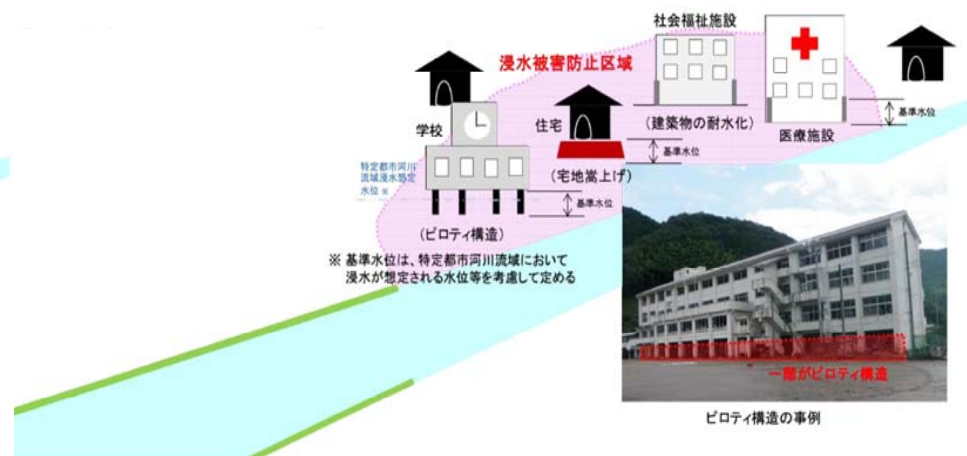 社会福祉施設
浸水被害防止区域
学校
住宅
(建築物の耐水化)
医療施設
基準水位
基準水位
(宅地嵩上げ)
特定都市河川
流域浸水想定
水位 ※
基準水位
(ピロティ構造)
※ 基準水位は、特定都市河川流域において
浸水が想定される水位等を考慮して定める
一階がピロティ構造
ピロティ構造の事例